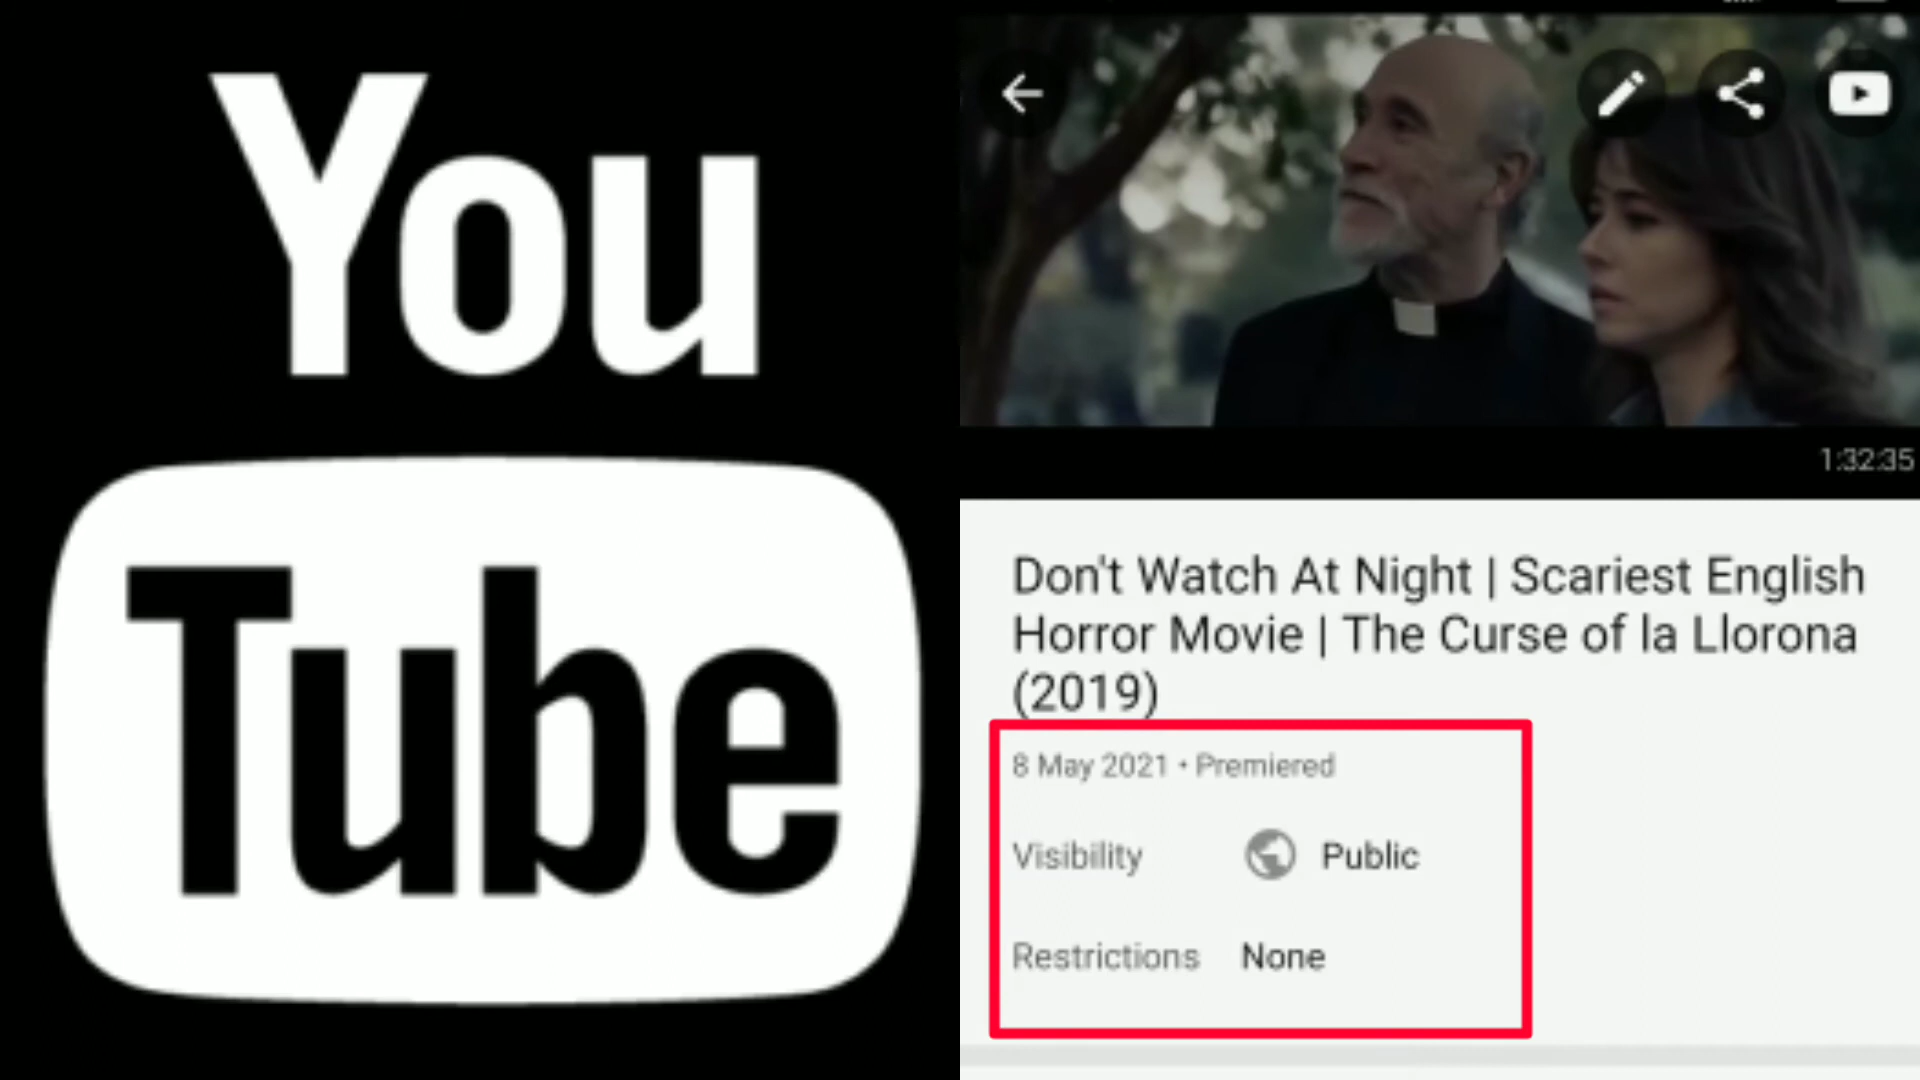 You
Tube
1:32:35
Don't Watch At Night | Scariest English
Horror Movie | The Curse of la Llorona
(2019)
8 May 2021 • Premiered
Visibility Public
Restrictions None